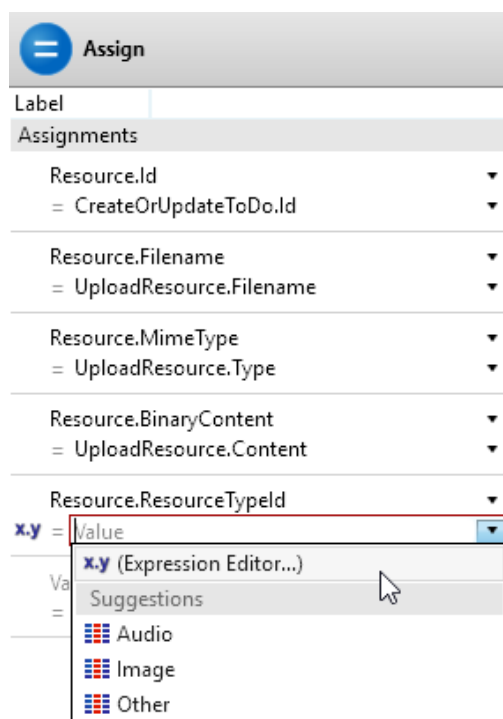 Assign
Label
Assignments
Resource.Id
= CreateOrUpdateToDo.Id
Resource.Filename
= UploadResource.Filename
Resource.MimeType
= UploadResource.Type
Resource.BinaryContent
= UploadResource.Content
Resource.ResourceTypeId
x.y = Value
x.y (Expression Editor...)
Va
Suggestions
=
Audio
Image
Other